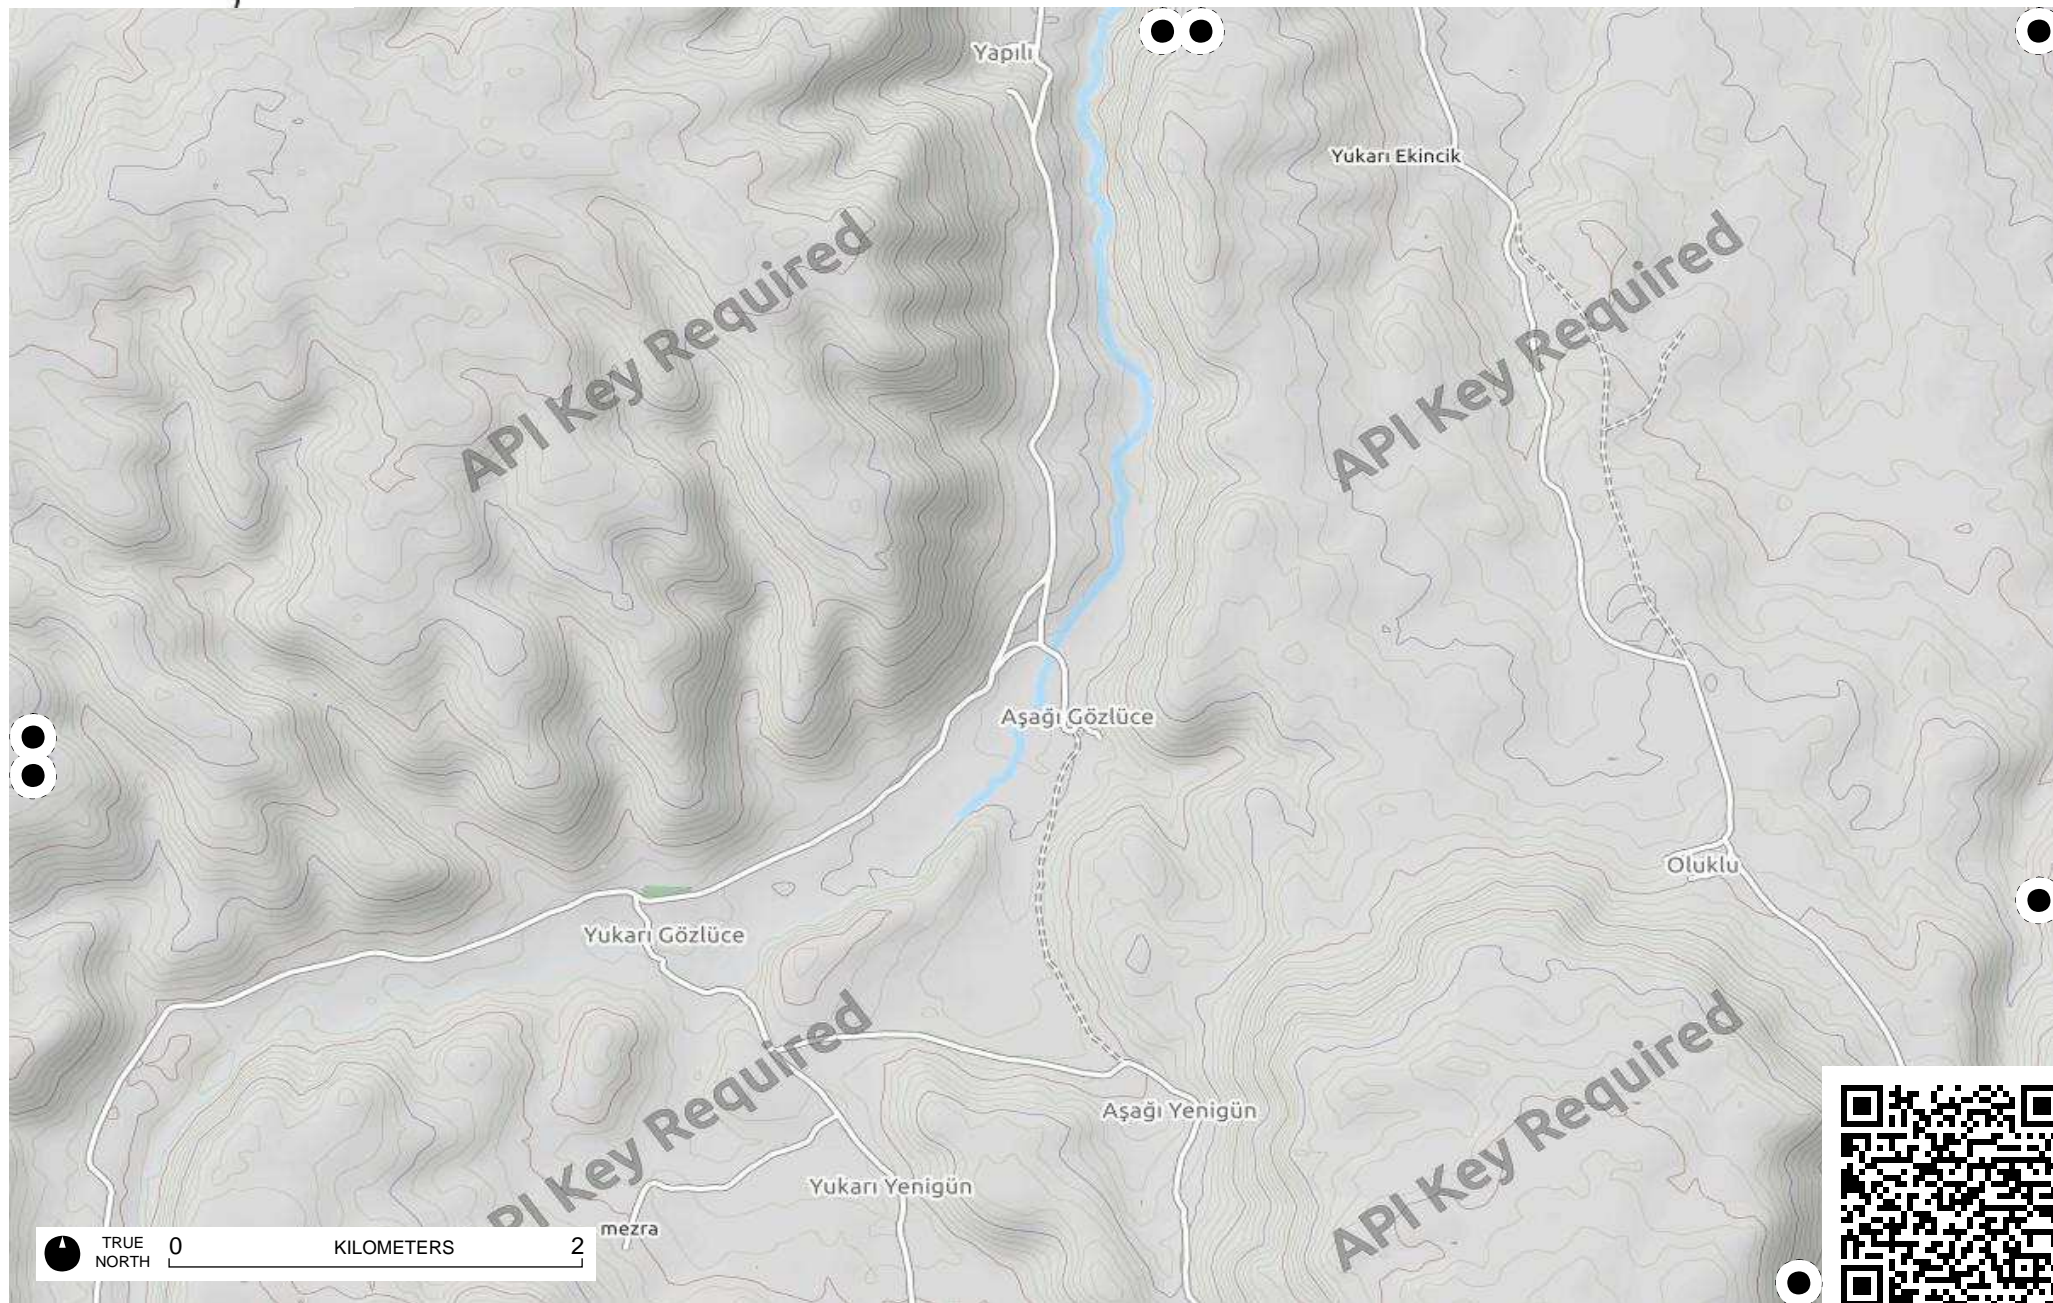 Yapılı
Yukarı Ekincik
API Key Required
API Key Required
Aşağı Gözlüce
Oluklu
Yukarı Gözlüce
API Key Required
Aşağı Yenigün
Yukarı Yenigün
PI Key Required
mezra
TRUE NORTH
0 KILOMETERS 2